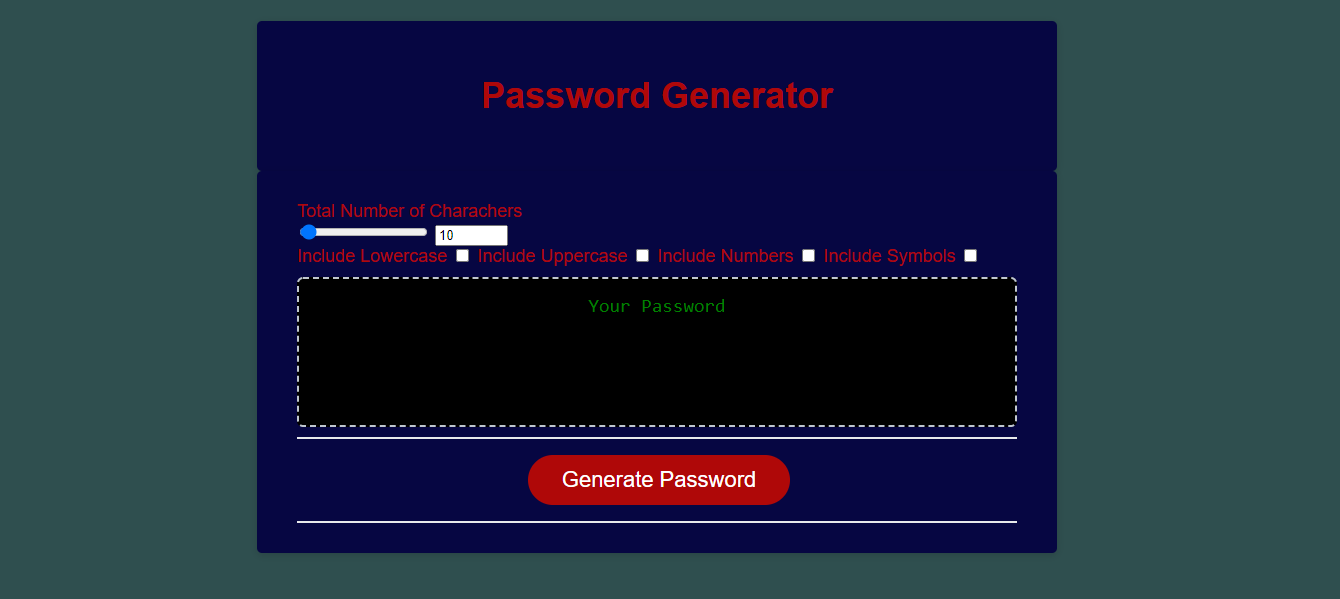 Password Generator
Total Number of Charachers
10
Include Lowercase Include Uppercase Include Numbers Include Symbols
Your Password
Generate Password